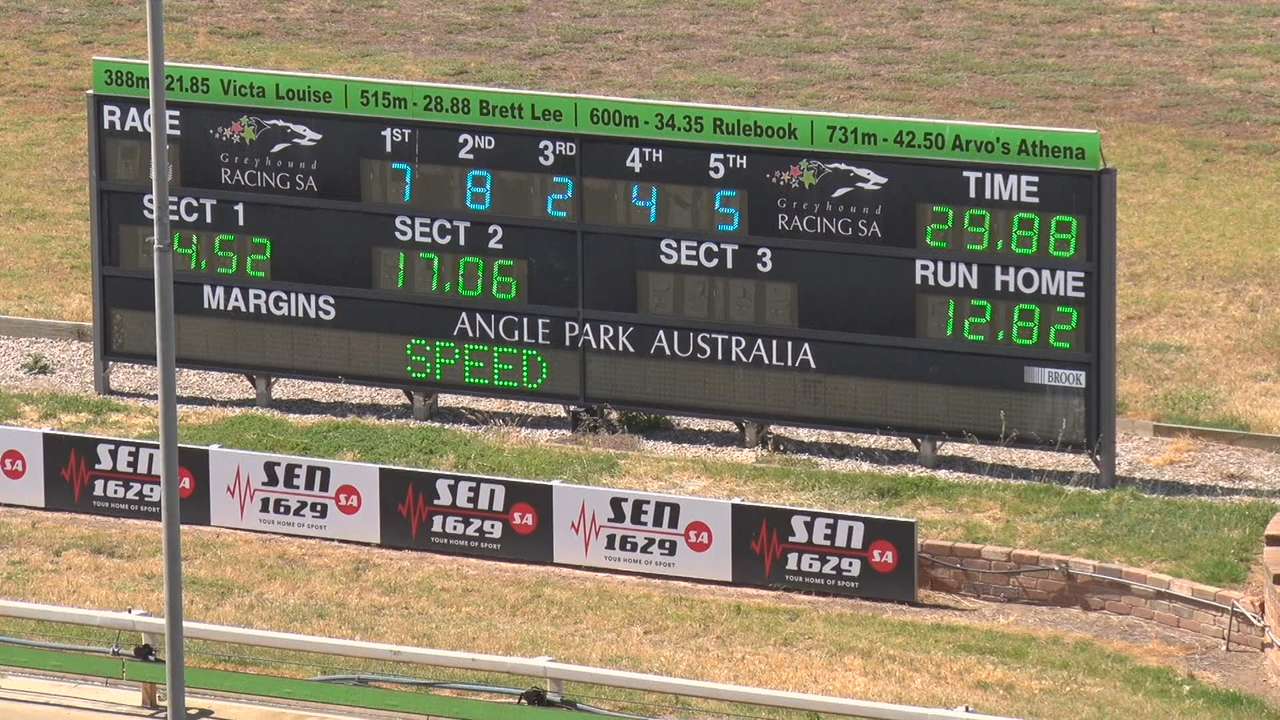 388m 21.85 Victa Louise | 515m - 28.88 Brett Lee | 600m - 34.35 Rulebook | 731m - 42.50 Arvo's Athena
RACE
Greyhound
RACING SA
1ST 2ND 3RD 4TH 5TH
7 8 2 4 5
Greyhound
RACING SA
TIME
29.88
SECT 1
4.52
SECT 2
17.06
SECT 3
RUN HOME
12.82
MARGINS
ANGLE PARK AUSTRALIA
SPEED
BROOK
SA
SEN
1629 SA
YOUR HOME OF SPORT
SEN
1629 SA
YOUR HOME OF SPORT
SEN
1629 SA
YOUR HOME OF SPORT
SEN
1629 SA
YOUR HOME OF SPORT
SEN
1629 SA
YOUR HOME OF SPORT